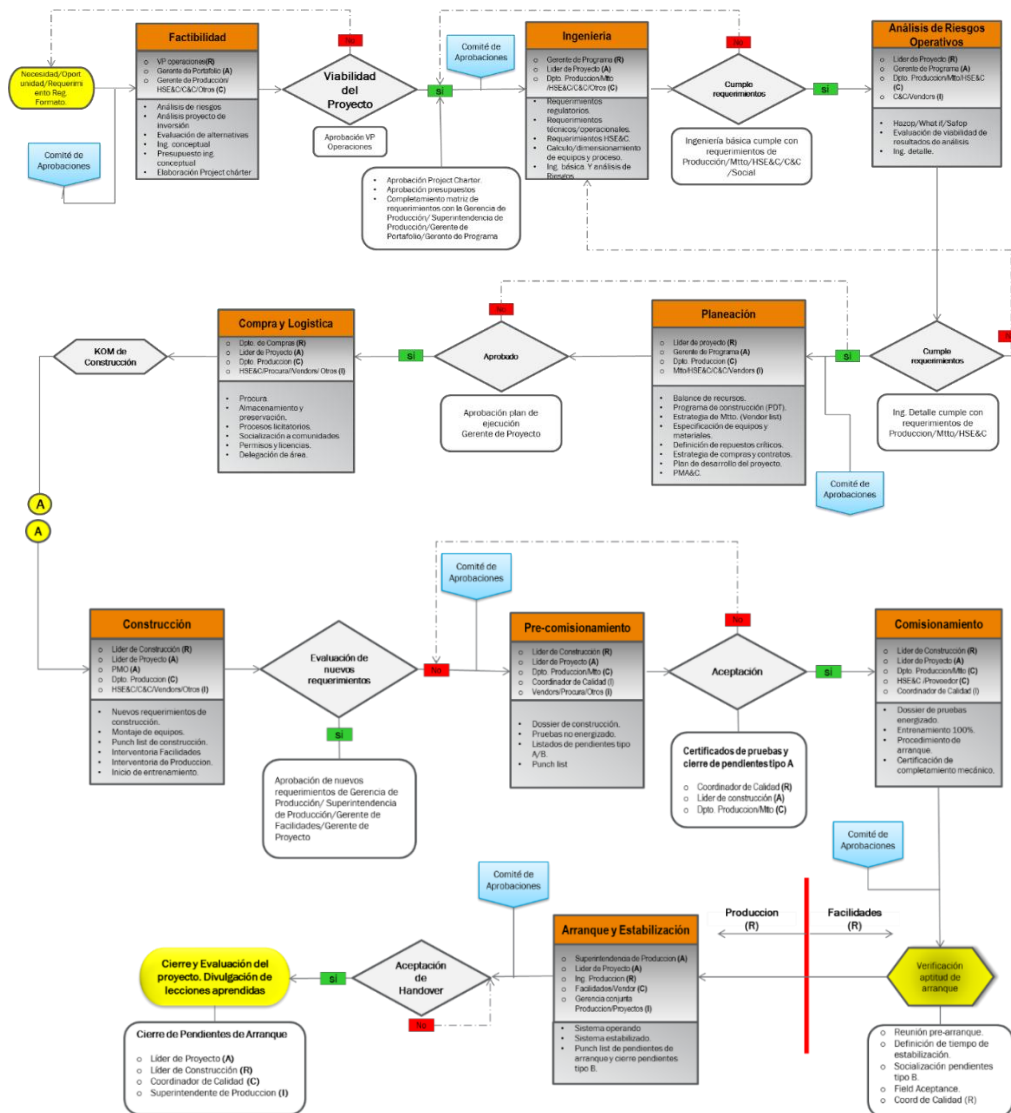 Necesidad/Oport
unidad/Requerimi
ento Reg.
Formato.
Comité de
Aprobaciones
Factibilidad
VP operaciones(R)
Gerente de Portafolio (A)
Gerente de Producción/
HSE&C/C&C/Otros (C)
Análisis de riesgos
Análisis proyecto de
inversión
Evaluación de alternativas
Ing. conceptual
Presupuesto ing.
conceptual
Elaboración Project chárter
No
Viabilidad
del
Proyecto
Aprobación VP
Operaciones
sí
Aprobación Project Charter.
Aprobación presupuestos
Completamiento matriz de
requerimientos con la Gerencia de
Producción/ Superintendencia de
Producción/Gerente de
Portafolio/Gerente de Programa
Comité de
Aprobaciones
Ingeniería
Gerente de Programa (R)
Líder de Proyecto (A)
Dpto. Produccion/Mtto
/HSE&C/C&C/Otros (C)
Requerimientos
regulatorios.
Requerimientos
técnicos/operacionales.
Requerimientos HSE&C.
Calculo/dimensionamiento
de equipos y proceso.
Ing. básica. Y análisis de
Riesgos
No
Cumple
requerimientos
Ingeniería básica cumple con
requerimientos de
Producción/Mtto/HSE&C/C&C
/Social
sí
Análisis de Riesgos
Operativos
Líder de Proyecto (R)
Gerente de Programa (A)
Dpto. Produccion/Mtto/HSE&C
(C)
C&C/Vendors (I)
Hazop/What if/Safop
Evaluación de viabilidad de
resultados de análisis
Ing. detalle.
No
Cumple
requerimientos
Ing. Detalle cumple con
requerimientos de
Produccion/Mtto/HSE&C
sí
Comité de
Aprobaciones
Planeación
Líder de proyecto (R)
Gerente de Programa (A)
Dpto. Produccion (C)
Mtto/HSE&C/C&C/Vendors (I)
Balance de recursos.
Programa de construcción (PDT).
Estrategia de Mtto. (Vendor list)
Especificación de equipos y
materiales.
Definición de repuestos críticos.
Estrategia de compras y contratos.
Plan de desarrollo del proyecto.
PMA&C.
No
Aprobado
Aprobación plan de
ejecución
Gerente de Proyecto
sí
Compra y Logística
Dpto. de Compras (R)
Líder de Proyecto (A)
Dpto. Produccion (C)
HSE&C/Procura//Vendors/ Otros (I)
Procura.
Almacenamiento y
preservación.
Procesos licitatorios.
Socialización a comunidades
Permisos y licencias.
Delegación de área.
KOM de
Construcción
A
A
Construcción
Líder de Construcción (R)
Líder de Proyecto (A)
PMO (A)
Dpto. Produccion (C)
HSE&C/C&C/Vendors/Otros (I)
Nuevos requerimientos de
construcción.
Montaje de equipos.
Punch list de construcción.
Interventoria Facilidades
Interventoria de Produccion.
Inicio de entrenamiento.
Evaluación de
nuevos
requerimientos
No
sí
Aprobación de nuevos
requerimientos de Gerencia de
Producción/ Superintendencia
de Producción/Gerente de
Facilidades/Gerente de
Proyecto
Comité de
Aprobaciones
Pre-comisionamiento
Líder de Construcción (R)
Líder de Proyecto (A)
Dpto. Produccion/Mtto (C)
Coordinador de Calidad (I)
Vendors/Procura/Otros (I)
Dossier de construcción.
Pruebas no energizado.
Listados de pendientes tipo
A/B.
Punch list
No
Aceptación
sí
Certificados de pruebas y
cierre de pendientes tipo A
Coordinador de Calidad (R)
Líder de construcción (A)
Dpto. Produccion/Mtto (C)
Comisionamiento
Líder de Construcción (R)
Líder de Proyecto (A)
Dpto. Produccion/Mtto (C)
HSE&C /Proveedor (C)
Coordinador de Calidad (I)
Dossier de pruebas
energizado.
Entrenamiento 100%.
Procedimiento de
arranque.
Certificación de
completamiento mecánico.
Comité de
Aprobaciones
Produccion
(R)
Facilidades
(R)
Verificación
aptitud de
arranque
Reunión pre-arranque.
Definición de tiempo de
estabilización.
Socialización pendientes
tipo B.
Field Aceptance.
Coord de Calidad (R)
Arranque y Estabilización
Superintendencia de Produccion (A)
Líder de Proyecto (A)
Ing. Produccion (R)
Facilidades/Vendor (C)
Gerencia conjunta
Produccion/Proyectos (I)
Sistema operando
Sistema estabilizado.
Punch list de pendientes de
arranque y cierre pendientes
tipo B.
Comité de
Aprobaciones
Aceptación
de
Handover
No
sí
Cierre y Evaluación del
proyecto. Divulgación de
lecciones aprendidas
Cierre de Pendientes de Arranque
Líder de Proyecto (A)
Líder de Construcción (R)
Coordinador de Calidad (C)
Superintendente de Produccion (I)